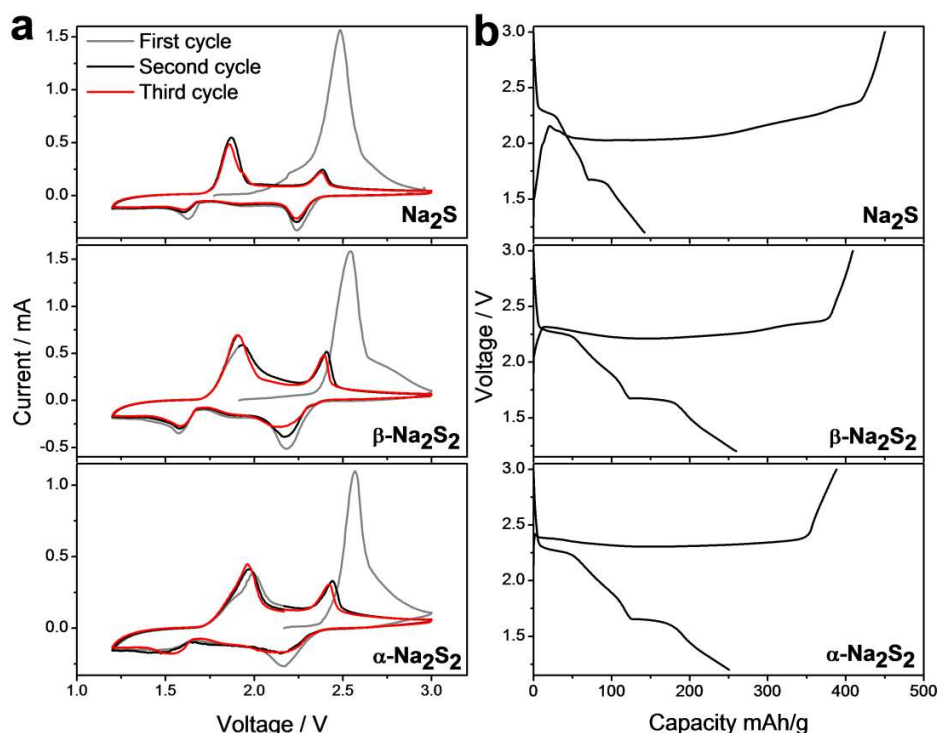 a
First cycle
Second cycle
Third cycle
1.5
1.0
0.5
0.0
Na2S
1.5
1.0
0.5
0.0
-0.5
β-Na2S2
1.0
0.5
0.0
α-Na2S2
1.0 1.5 2.0 2.5 3.0
Current / mA
Voltage / V
b
3.0
2.5
2.0
1.5
Na2S
3.0
2.5
2.0
1.5
β-Na2S2
3.0
2.5
2.0
1.5
α-Na2S2
0 100 200 300 400 500
Voltage / V
Capacity mAh/g